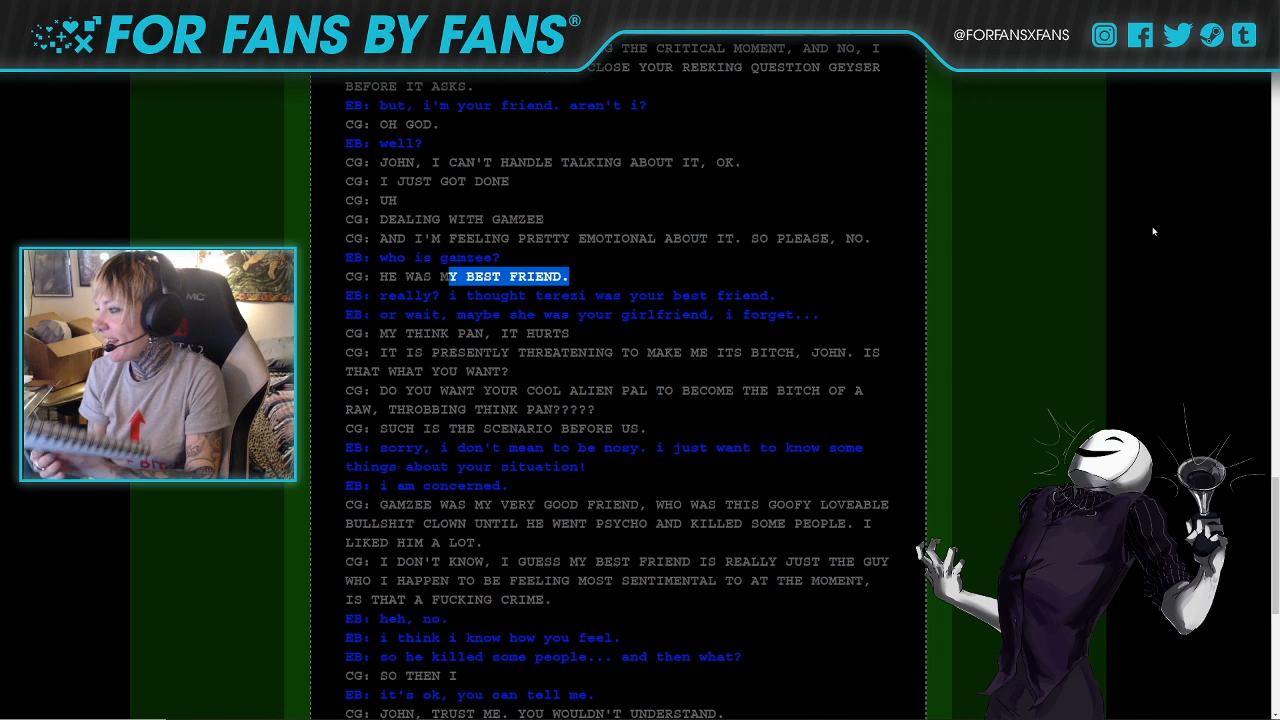 FOR FANS BY FANS®
@FORFANSXFANS
G THE CRITICAL MOMENT, AND NO, I
CLOSE YOUR REEKING QUESTION GEYSER
BEFORE IT ASKS.
EB: but, i'm your friend. aren't i?
CG: OH GOD.
EB: well?
CG: JOHN, I CAN'T HANDLE TALKING ABOUT IT, OK.
CG: I JUST GOT DONE
CG: UH
CG: DEALING WITH GAMZEE
CG: AND I'M FEELING PRETTY EMOTIONAL ABOUT IT. SO PLEASE, NO.
EB: who is gamzee?
CG: HE WAS MY BEST FRIEND.
EB: really? i thought terezi was your best friend.
EB: or wait, maybe she was your girlfriend, i forget...
CG: MY THINK PAN, IT HURTS
CG: IT IS PRESENTLY THREATENING TO MAKE ME ITS BITCH, JOHN. IS
THAT WHAT YOU WANT?
CG: DO YOU WANT YOUR COOL ALIEN PAL TO BECOME THE BITCH OF A
RAW, THROBBING THINK PAN?????
CG: SUCH IS THE SCENARIO BEFORE US.
EB: sorry, i don't mean to be nosy. i just want to know some
things about your situation!
EB: i am concerned.
CG: GAMZEE WAS MY VERY GOOD FRIEND, WHO WAS THIS GOOFY LOVEABLE
BULLSHIT CLOWN UNTIL HE WENT PSYCHO AND KILLED SOME PEOPLE. I
LIKED HIM A LOT.
CG: I DON'T KNOW, I GUESS MY BEST FRIEND IS REALLY JUST THE GUY
WHO I HAPPEN TO BE FEELING MOST SENTIMENTAL TO AT THE MOMENT,
IS THAT A FUCKING CRIME.
EB: heh, no.
EB: i think i know how you feel.
EB: so he killed some people... and then what?
CG: SO THEN I
EB: it's ok, you can tell me.
CG: JOHN, TRUST ME. YOU WOULDN'T UNDERSTAND.